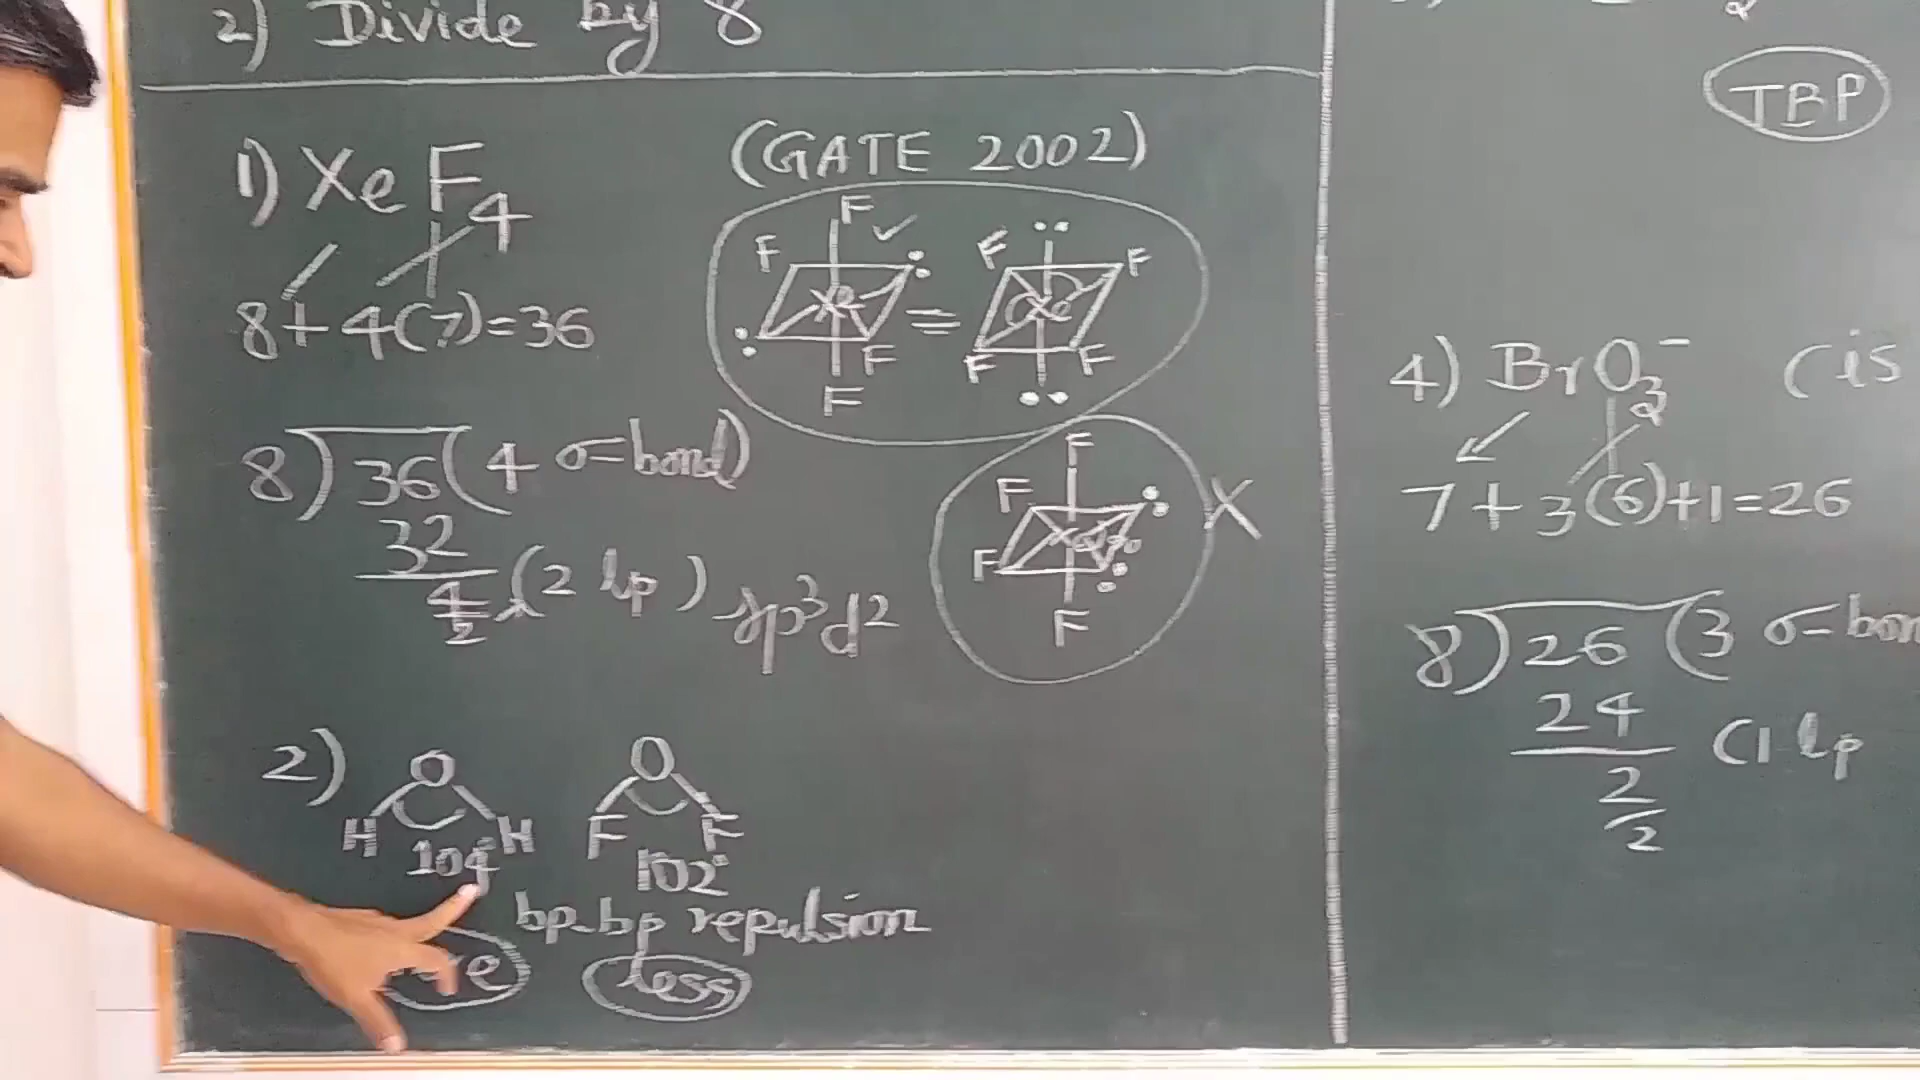 2) Divide by 8
1) XeF4 (GATE 2002)
8+4(7)=36
F
F
Xe
F
F
=
F
F
Xe
F
F
8) 36 (4 σ-bond)
32
4/2 (2 lp) sp³d²
F
F
Xe
F
F
X
2) O
H H
104°
O
F F
102°
bp-bp repulsion
less
TBP
4) BrO3⁻ (is
7+3(6)+1=26
8) 26 (3 σ-bon
24 (1 lp
2/2